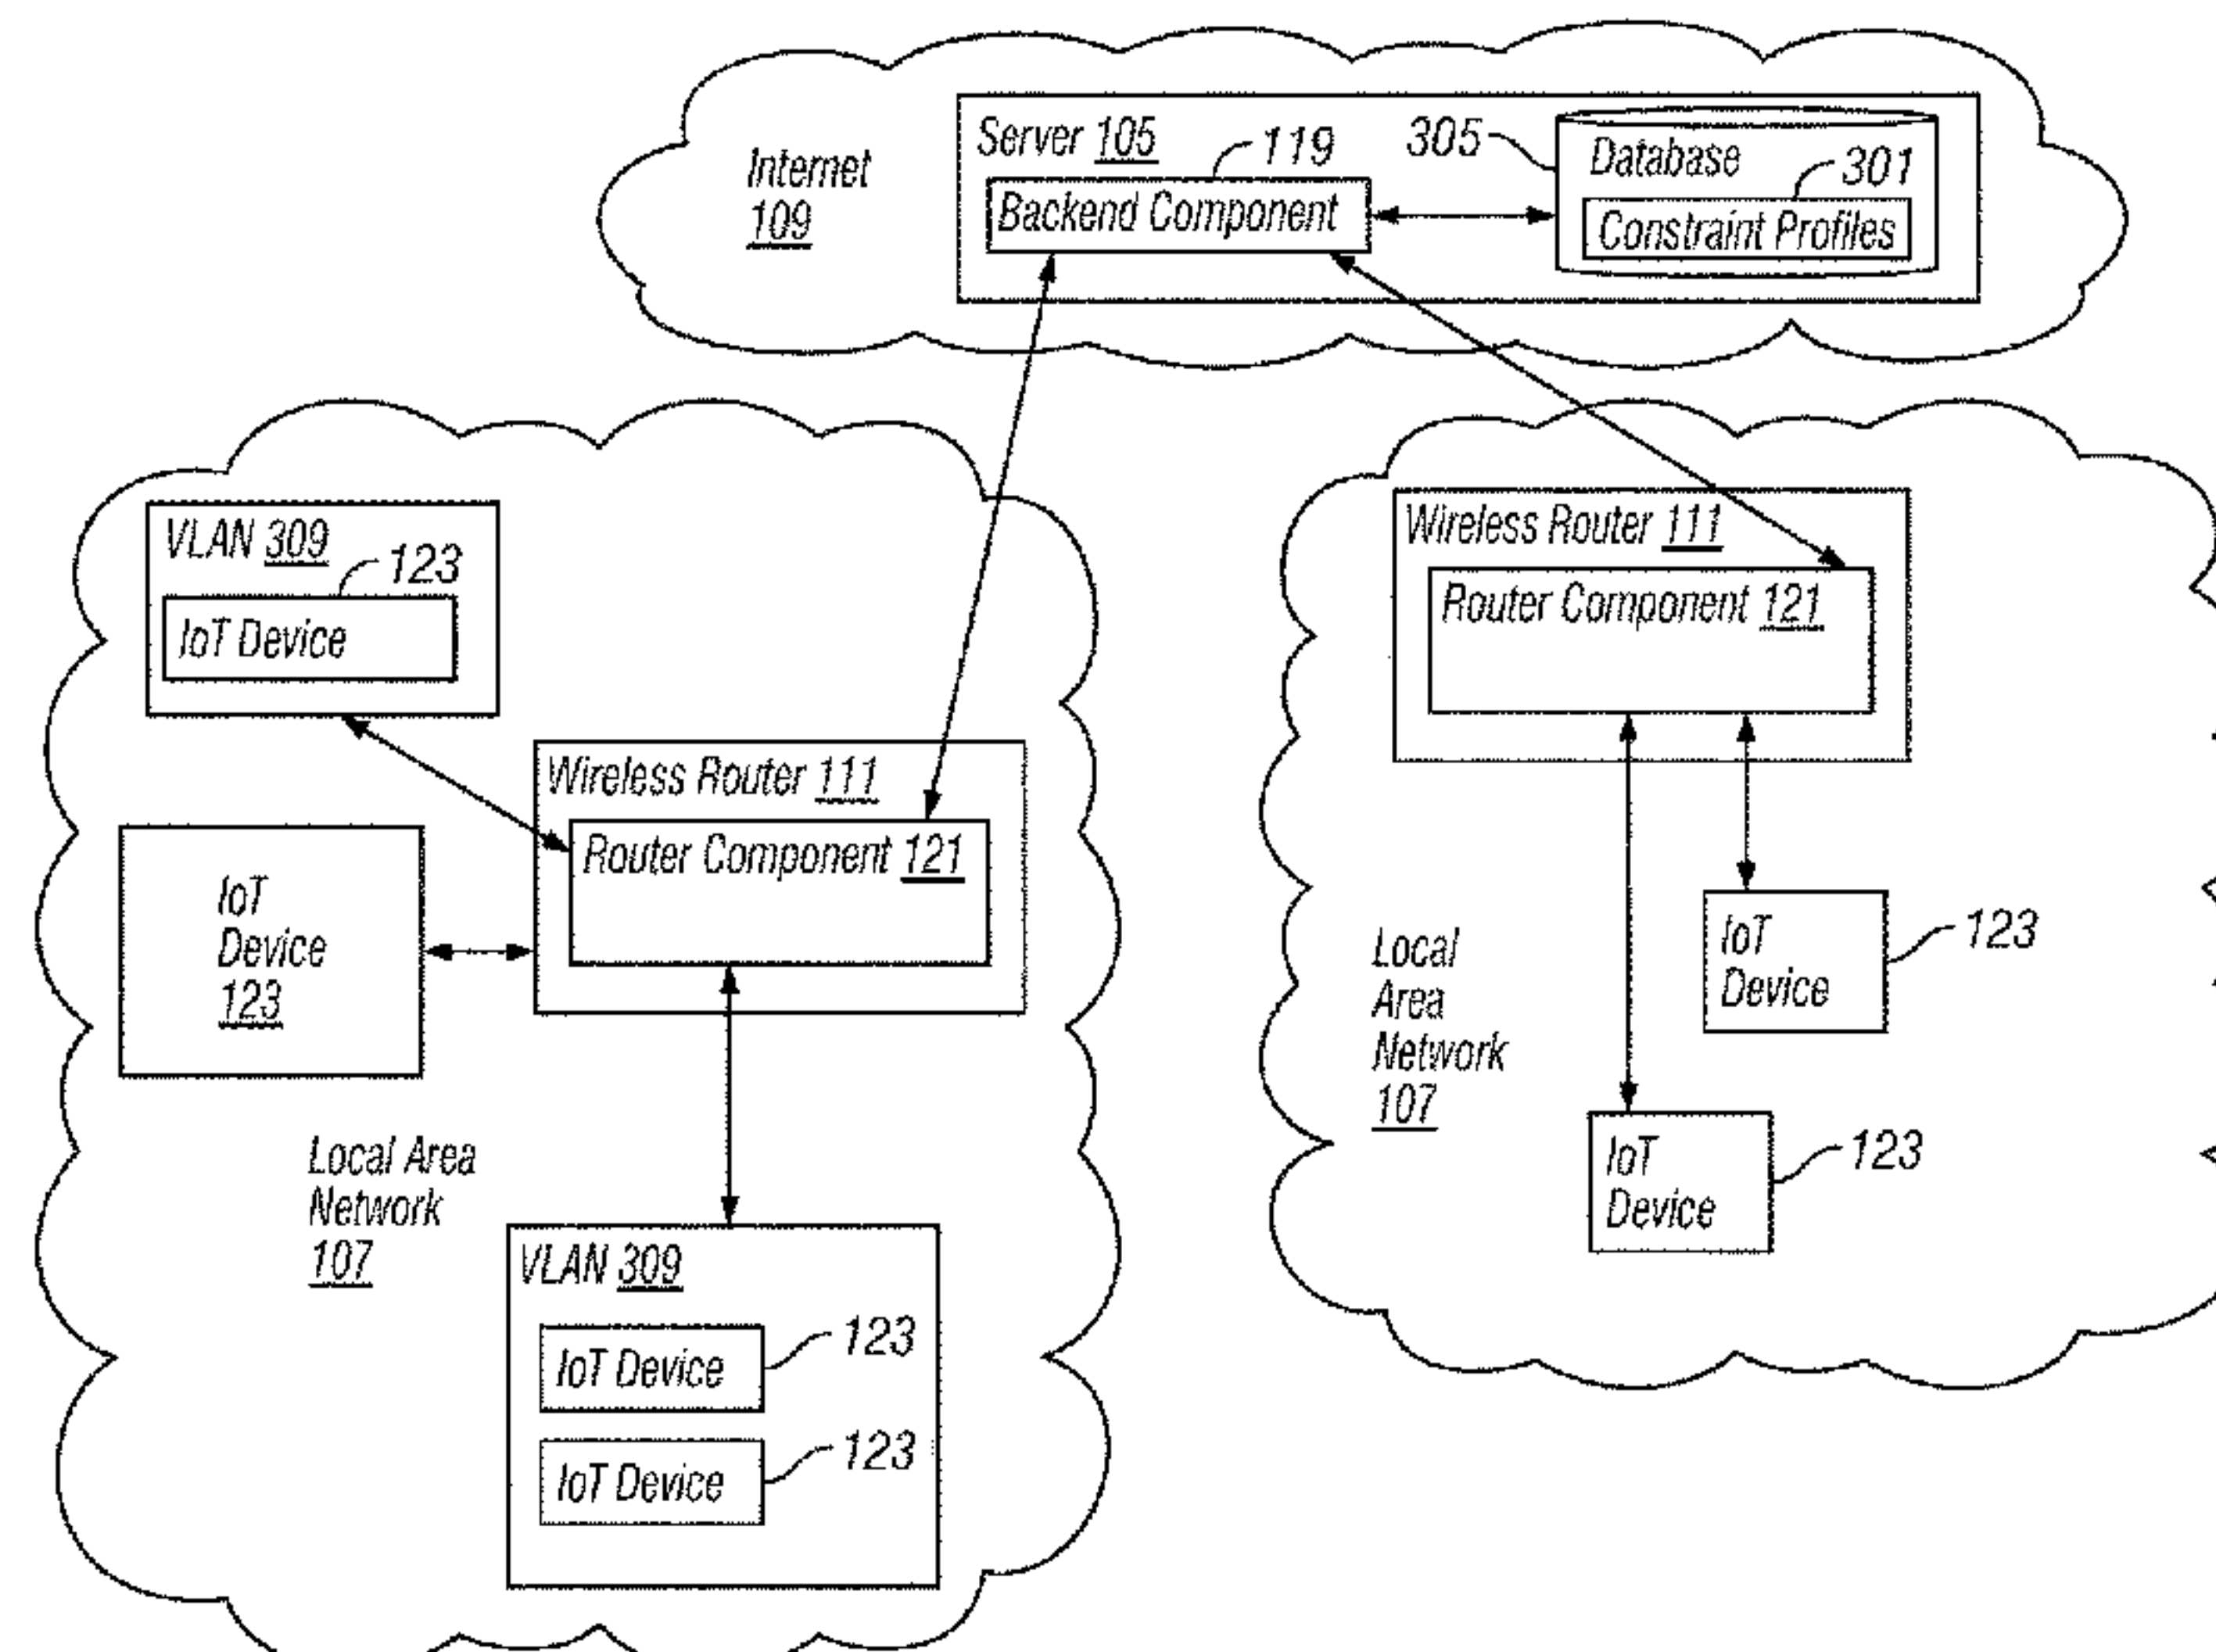 Internet
109
Server 105
119
Backend Component
305
Database
301
Constraint Profiles
VLAN 309
123
IoT Device
Wireless Router 111
Router Component 121
IoT
Device
123
Local Area
Network
107
VLAN 309
IoT Device
123
IoT Device
123
Wireless Router 111
Router Component 121
Local
Area
Network
107
IoT
Device
123
IoT
Device
123